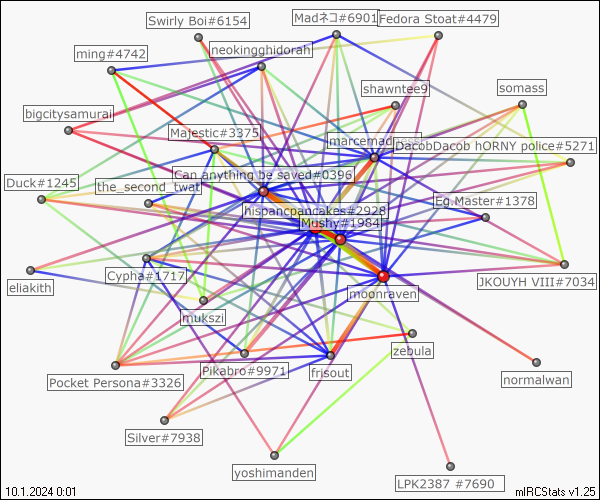 Swirly Boi#6154
Madネコ#6901
Fedora Stoat#4479
ming#4742
neokingghidorah
shawntee9
somass
bigcitysamurai
Majestic#3375
DacobDacob hORNY police#5271
Can anything be saved#0396
Duck#1245
the_second_twat
hispancpancakes#2928
Eg.Master#1378
Mushy#1984
eliakith
Cypha#1717
JKOUYH VIII#7034
moonraven
mukszi
zebula
Pocket Persona#3326
Pikabro#9971
frisout
normalwan
Silver#7938
yoshimanden
LPK2387 #7690
10.1.2024 0:01
mIRCStats v1.25